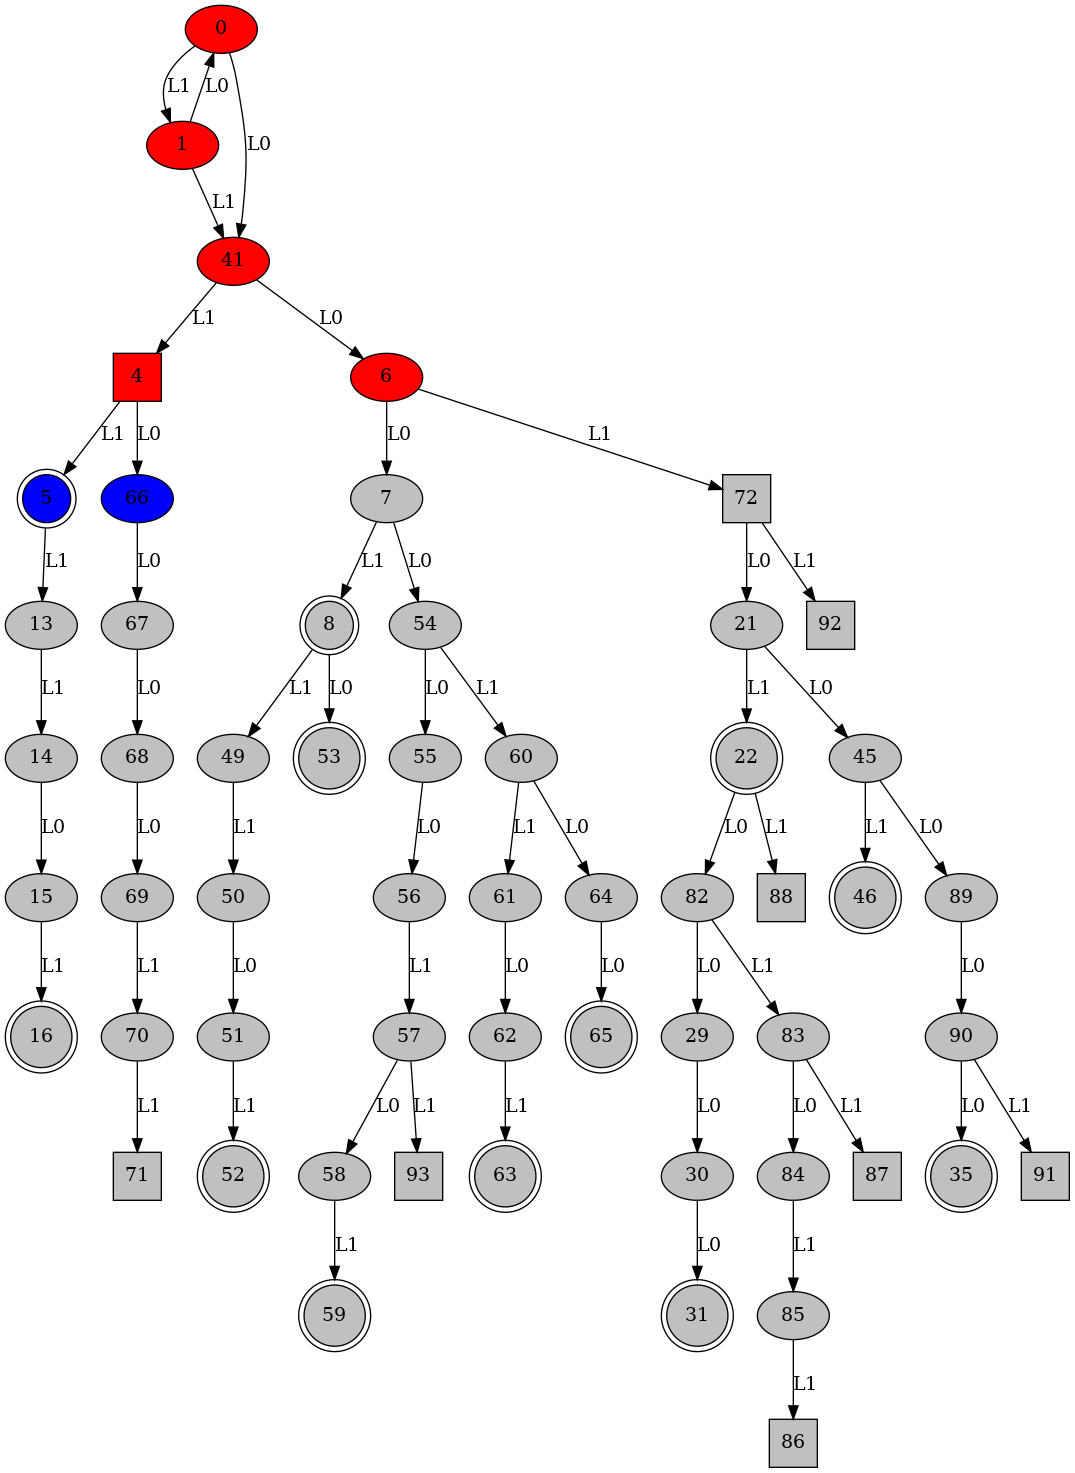 0
L1 L0
1 L0
L1
41
L1 L0
4 6
L1 L0 L0 L1
5 66 7 72
L1 L0 L1 L0 L0 L1
13 67 8 54 21 92
L1 L0 L1 L0 L0 L1 L1 L0
14 68 49 53 55 60 22 45
L0 L0 L1 L0 L1 L0 L0 L1 L1 L0
15 69 50 56 61 64 82 88 46 89
L1 L1 L0 L1 L0 L0 L0 L1 L0
16 70 51 57 62 65 29 83 90
L1 L1 L0 L1 L1 L0 L0 L1 L0 L1
71 52 58 93 63 30 84 87 35 91
L1 L0 L1
59 31 85
L1
86